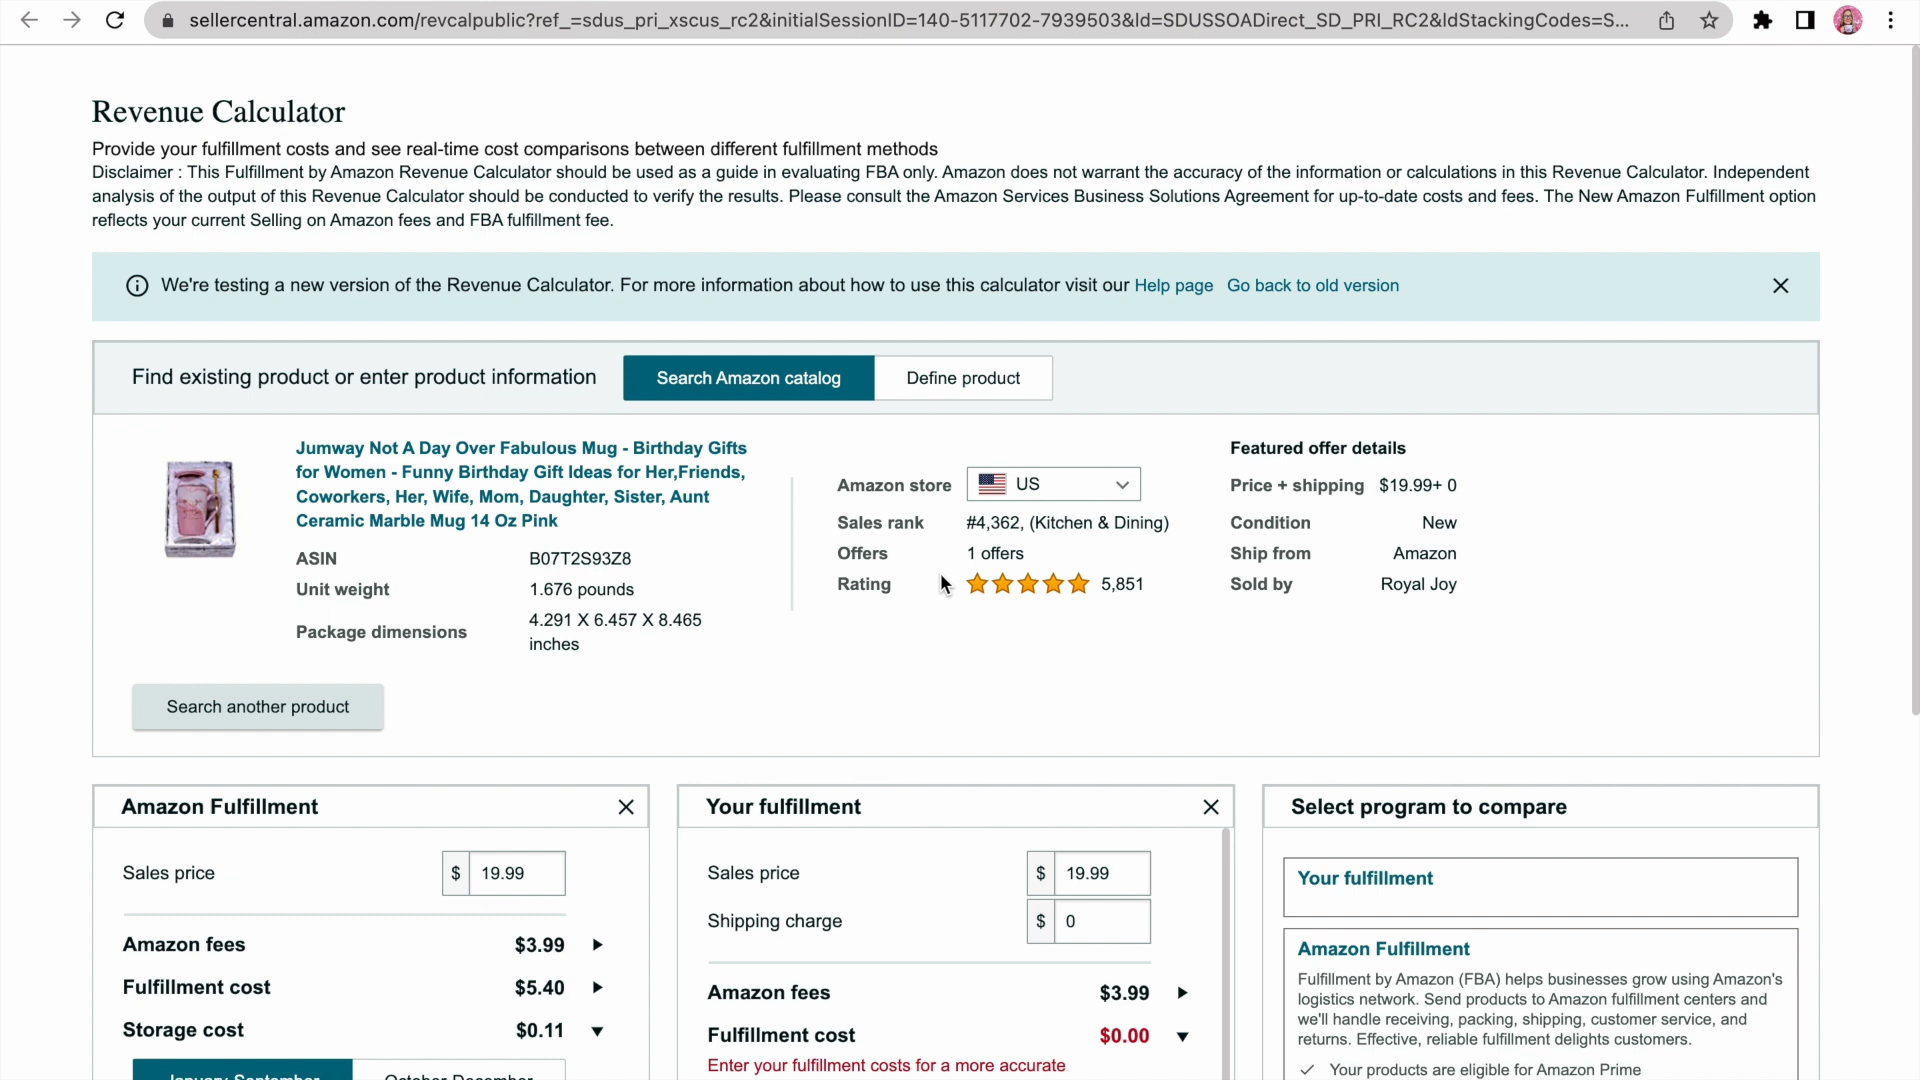 sellercentral.amazon.com/revcalpublic?ref_=sdus_pri_xscus_rc2&initialSessionID=140-5117702-7939503&ld=SDUSSOADirect_SD_PRI_RC2&ldStackingCodes=S...
Revenue Calculator
Provide your fulfillment costs and see real-time cost comparisons between different fulfillment methods
Disclaimer : This Fulfillment by Amazon Revenue Calculator should be used as a guide in evaluating FBA only. Amazon does not warrant the accuracy of the information or calculations in this Revenue Calculator. Independent
analysis of the output of this Revenue Calculator should be conducted to verify the results. Please consult the Amazon Services Business Solutions Agreement for up-to-date costs and fees. The New Amazon Fulfillment option
reflects your current Selling on Amazon fees and FBA fulfillment fee.
We're testing a new version of the Revenue Calculator. For more information about how to use this calculator visit our Help page Go back to old version
Find existing product or enter product information Search Amazon catalog Define product
Jumway Not A Day Over Fabulous Mug - Birthday Gifts
for Women - Funny Birthday Gift Ideas for Her,Friends,
Coworkers, Her, Wife, Mom, Daughter, Sister, Aunt
Ceramic Marble Mug 14 Oz Pink
ASIN B07T2S93Z8
Unit weight 1.676 pounds
Package dimensions 4.291 X 6.457 X 8.465
inches
Amazon store US
Sales rank #4,362, (Kitchen & Dining)
Offers 1 offers
Rating 5,851
Featured offer details
Price + shipping $19.99+ 0
Condition New
Ship from Amazon
Sold by Royal Joy
Search another product
Amazon Fulfillment
Sales price $ 19.99
Amazon fees $3.99
Fulfillment cost $5.40
Storage cost $0.11
January-September October-December
Your fulfillment
Sales price $ 19.99
Shipping charge $ 0
Amazon fees $3.99
Fulfillment cost $0.00
Enter your fulfillment costs for a more accurate
Select program to compare
Your fulfillment
Amazon Fulfillment
Fulfillment by Amazon (FBA) helps businesses grow using Amazon's
logistics network. Send products to Amazon fulfillment centers and
we'll handle receiving, packing, shipping, customer service, and
returns. Effective, reliable fulfillment delights customers.
Your products are eligible for Amazon Prime